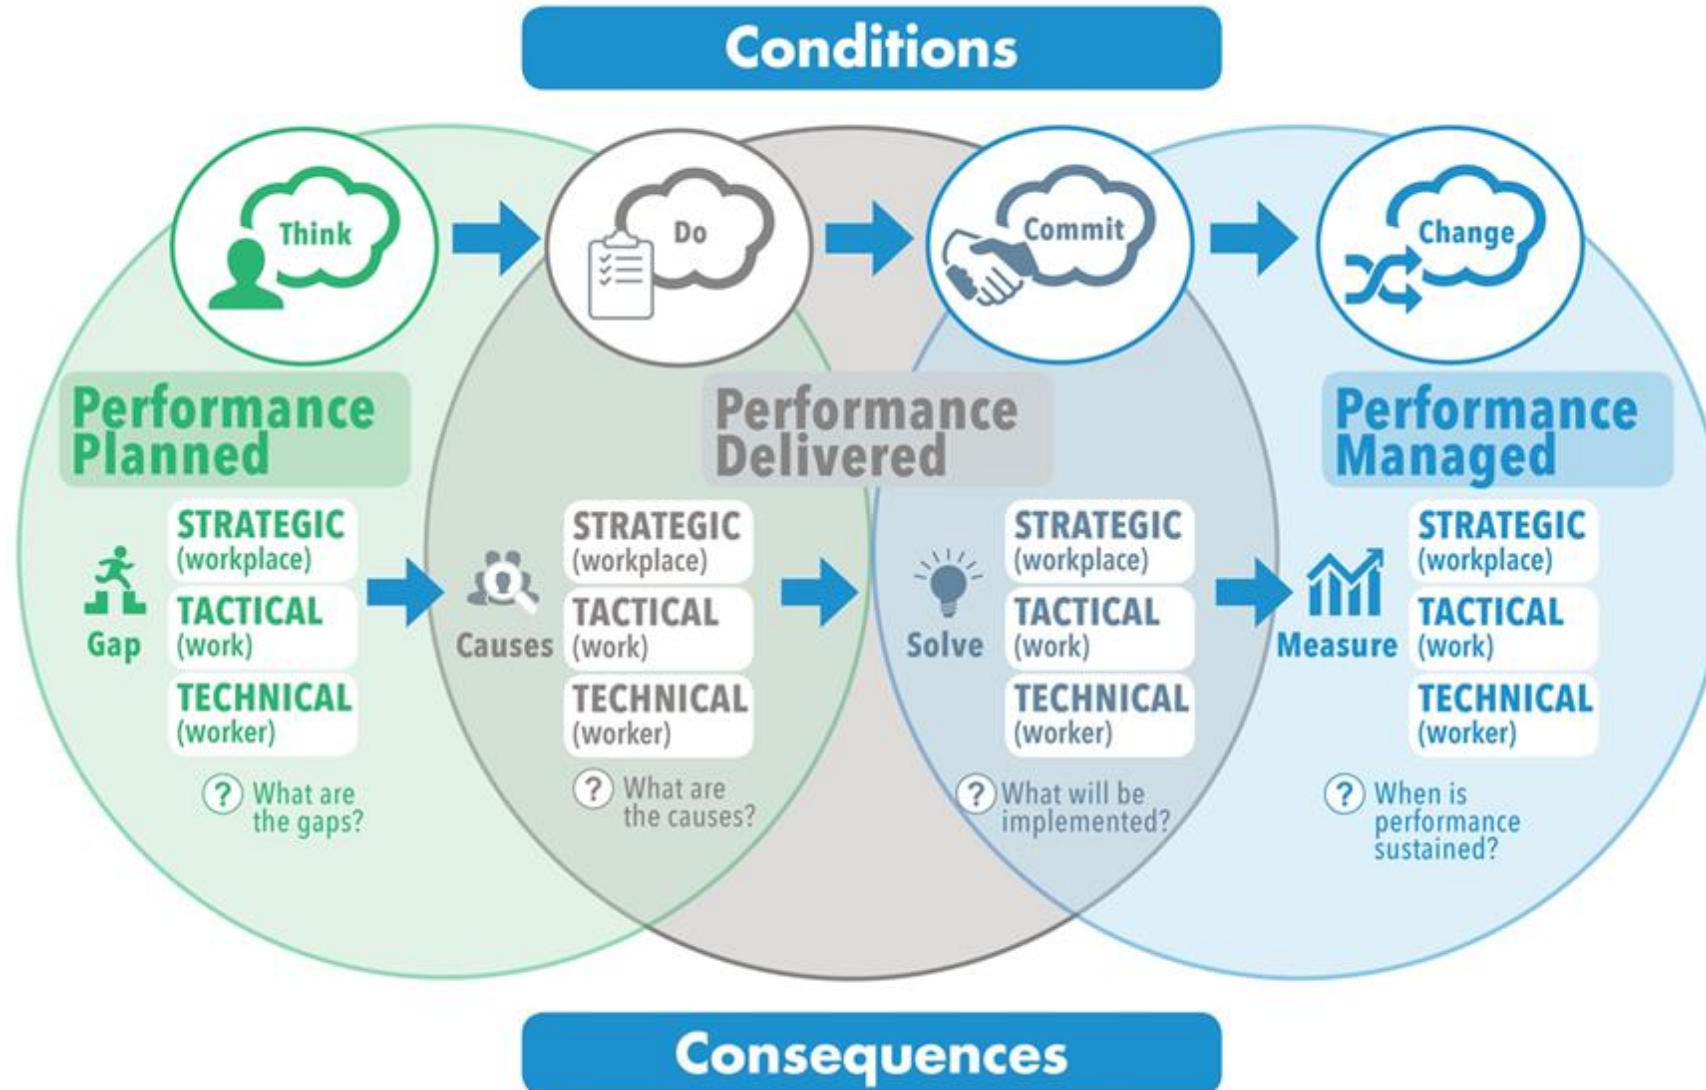 Conditions
Think
Do
Commit
Change
Performance
Planned
Performance
Delivered
Performance
Managed
Gap
STRATEGIC
(workplace)
TACTICAL
(work)
TECHNICAL
(worker)
? What are
the gaps?
Causes
STRATEGIC
(workplace)
TACTICAL
(work)
TECHNICAL
(worker)
? What are
the causes?
Solve
STRATEGIC
(workplace)
TACTICAL
(work)
TECHNICAL
(worker)
? What will be
implemented?
Measure
STRATEGIC
(workplace)
TACTICAL
(work)
TECHNICAL
(worker)
? When is
performance
sustained?
Consequences